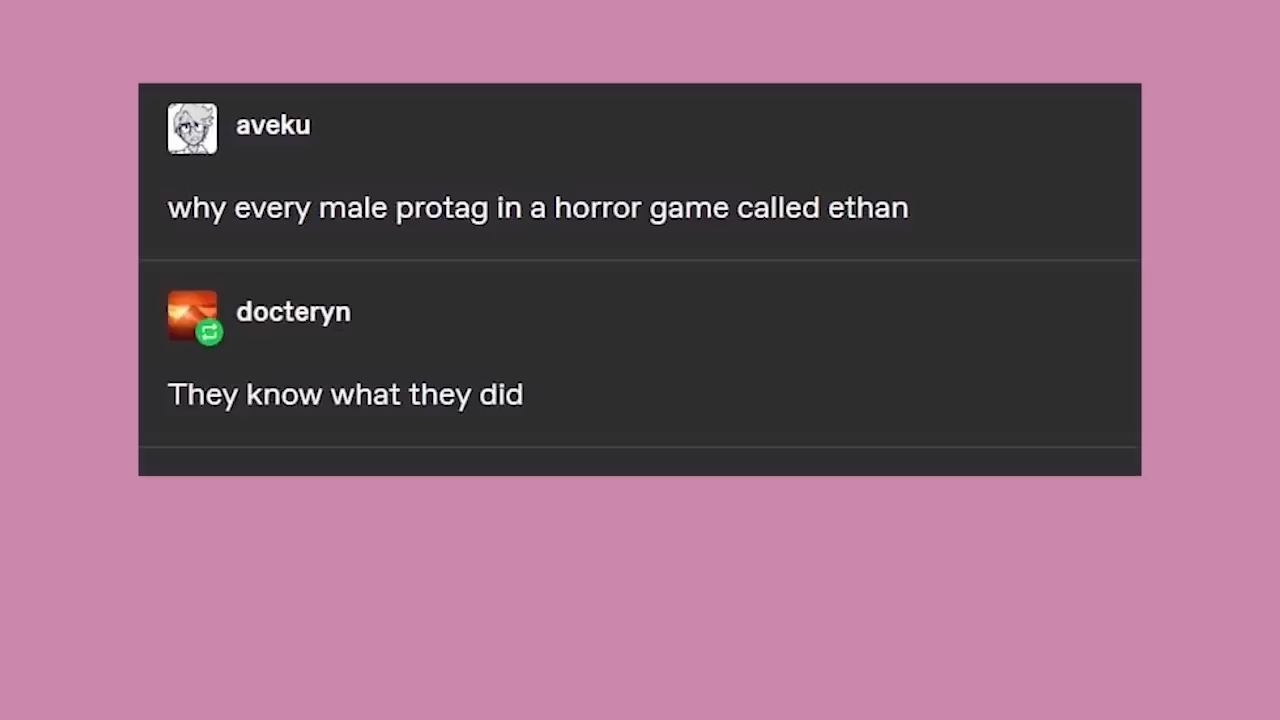 aveku
why every male protag in a horror game called ethan
docteryn
They know what they did